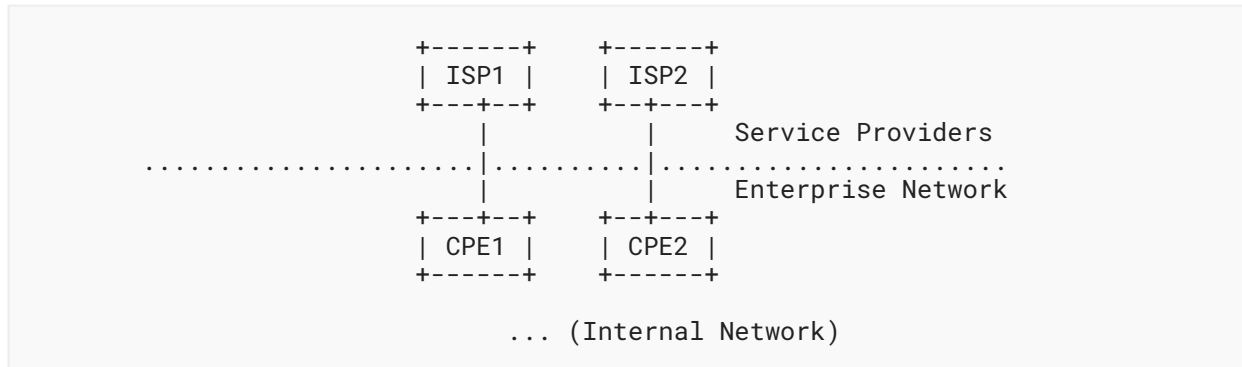 +------+    +------+
| ISP1 |    | ISP2 |
+---+--+    +--+---+
    |          |     Service Providers
......................|..........|.......................
    |          |     Enterprise Network
+---+--+    +--+---+
| CPE1 |    | CPE2 |
+------+    +------+
... (Internal Network)